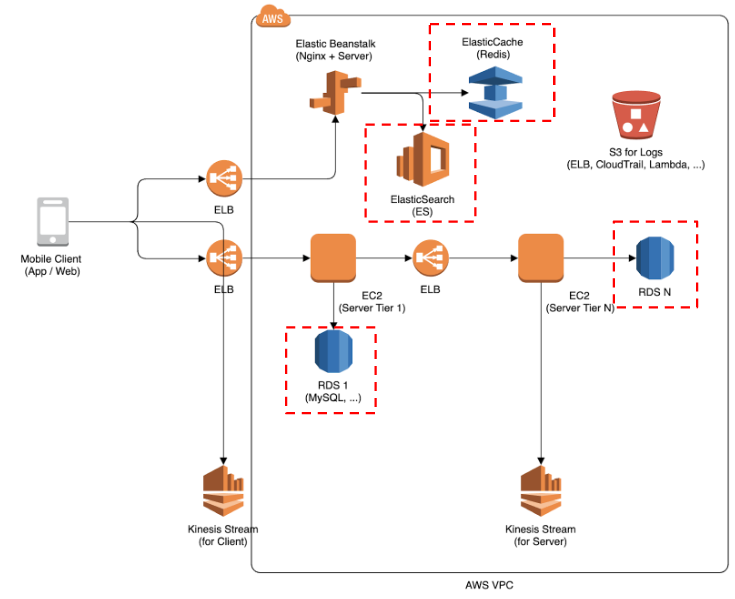 AWS
Elastic Beanstalk
(Nginx + Server)
ElasticCache
(Redis)
S3 for Logs
(ELB, CloudTrail, Lambda, ...)
ElasticSearch
(ES)
ELB
Mobile Client
(App / Web)
ELB
EC2
(Server Tier 1)
ELB
EC2
(Server Tier N)
RDS N
RDS 1
(MySQL, ...)
Kinesis Stream
(for Client)
Kinesis Stream
(for Server)
AWS VPC